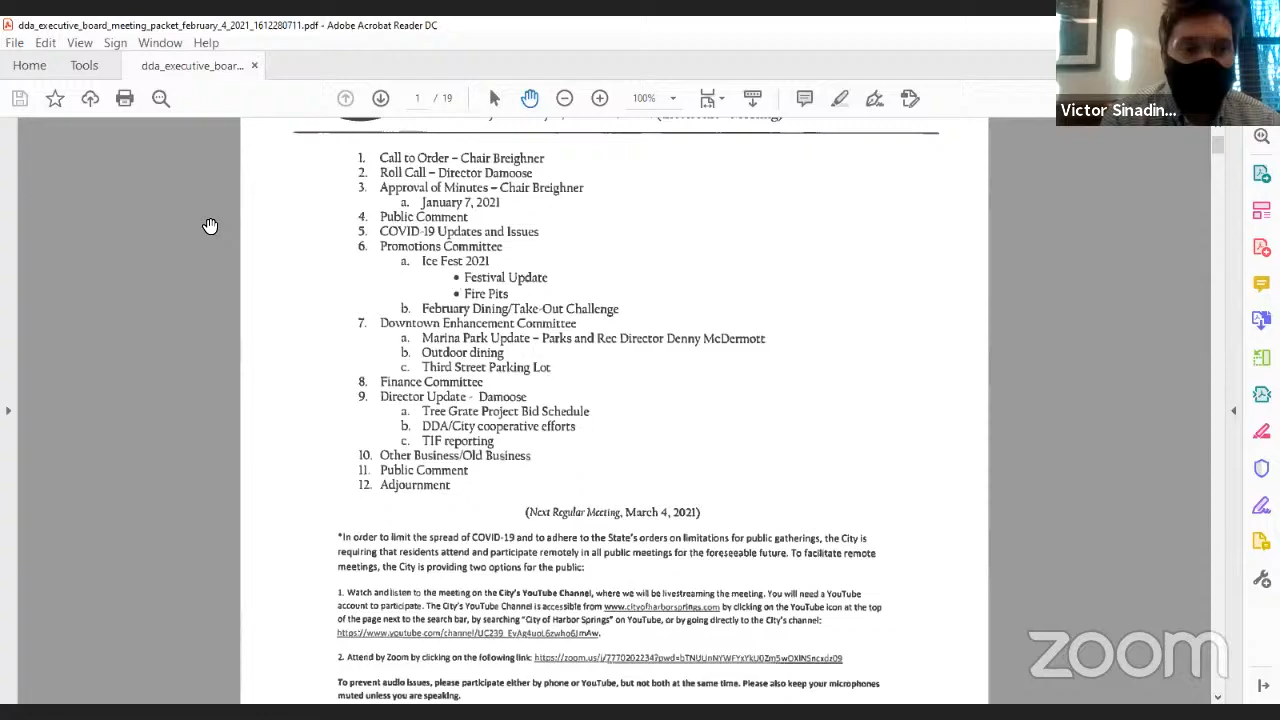 dda_executive_board_meeting_packet_february_4_2021_1612280711.pdf - Adobe Acrobat Reader DC
File Edit View Sign Window Help
Home Tools dda_executive_boar... ×
1 / 19 100%
Victor Sinadin...
1. Call to Order – Chair Breighner
2. Roll Call – Director Damoose
3. Approval of Minutes – Chair Breighner
a. January 7, 2021
4. Public Comment
5. COVID-19 Updates and Issues
6. Promotions Committee
a. Ice Fest 2021
• Festival Update
• Fire Pits
b. February Dining/Take-Out Challenge
7. Downtown Enhancement Committee
a. Marina Park Update – Parks and Rec Director Denny McDermott
b. Outdoor dining
c. Third Street Parking Lot
8. Finance Committee
9. Director Update - Damoose
a. Tree Grate Project Bid Schedule
b. DDA/City cooperative efforts
c. TIF reporting
10. Other Business/Old Business
11. Public Comment
12. Adjournment
(Next Regular Meeting, March 4, 2021)
*In order to limit the spread of COVID-19 and to adhere to the State's orders on limitations for public gatherings, the City is
requiring that residents attend and participate remotely in all public meetings for the foreseeable future. To facilitate remote
meetings, the City is providing two options for the public:
1. Watch and listen to the meeting on the City's YouTube Channel, where we will be livestreaming the meeting. You will need a YouTube
account to participate. The City's YouTube Channel is accessible from www.cityofharborsprings.com by clicking on the YouTube icon at the top
of the page next to the search bar, by searching "City of Harbor Springs" on YouTube, or by going directly to the City's channel:
2. Attend by Zoom by clicking on the following link:
To prevent audio issues, please participate either by phone or YouTube, but not both at the same time. Please also keep your microphones
muted unless you are speaking.
zoom